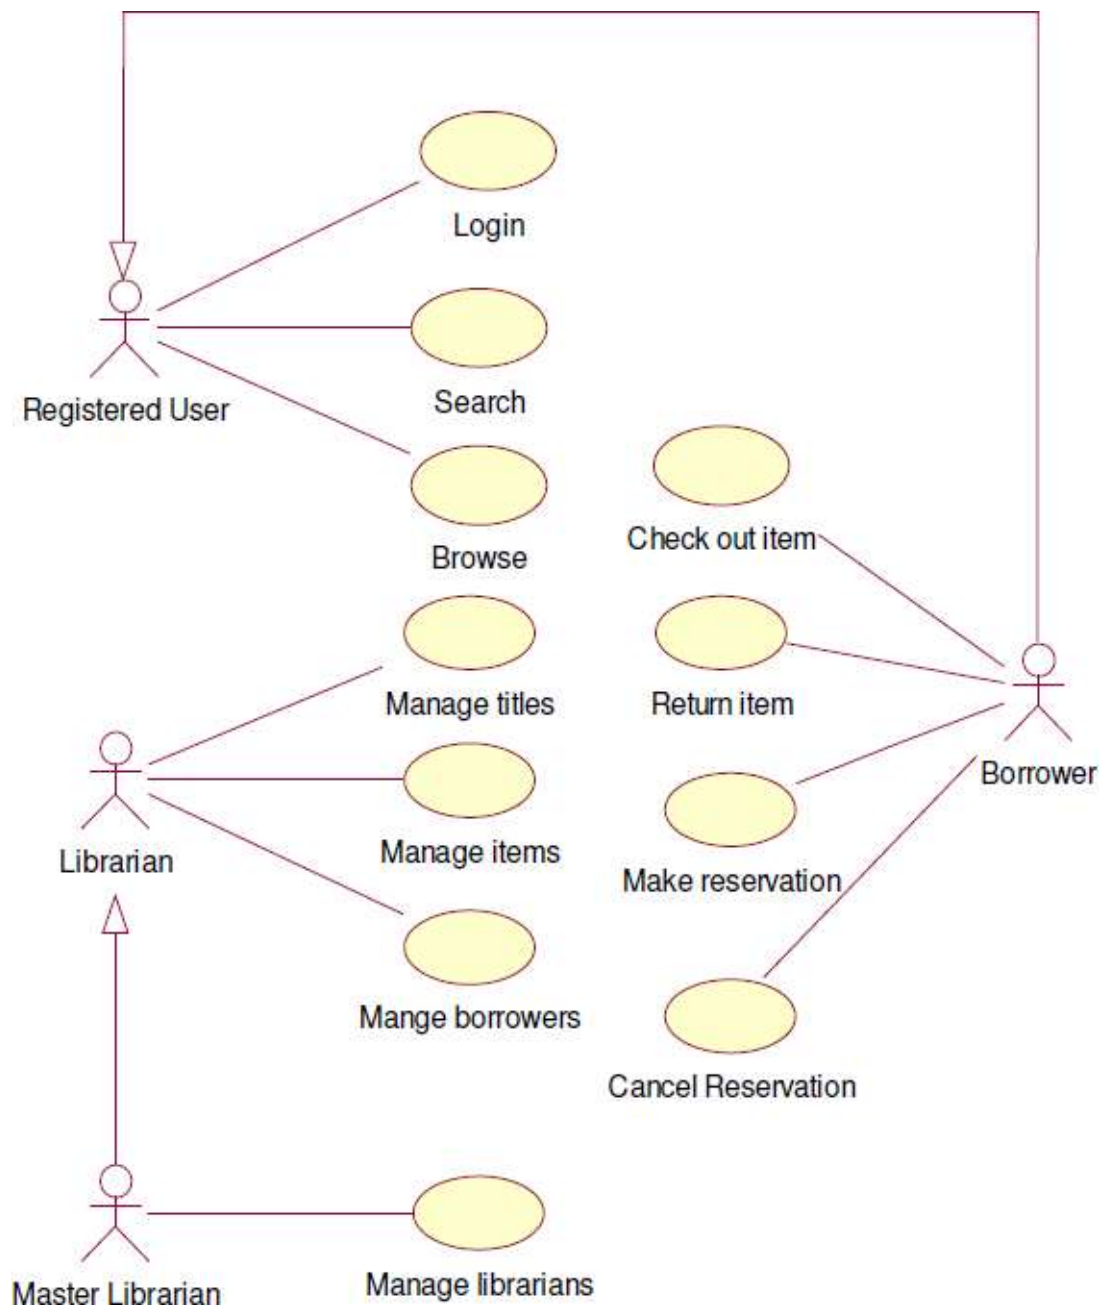 Login
Search
Registered User
Browse
Check out item
Manage titles
Return item
Borrower
Librarian
Manage items
Make reservation
Mange borrowers
Cancel Reservation
Master Librarian
Manage librarians